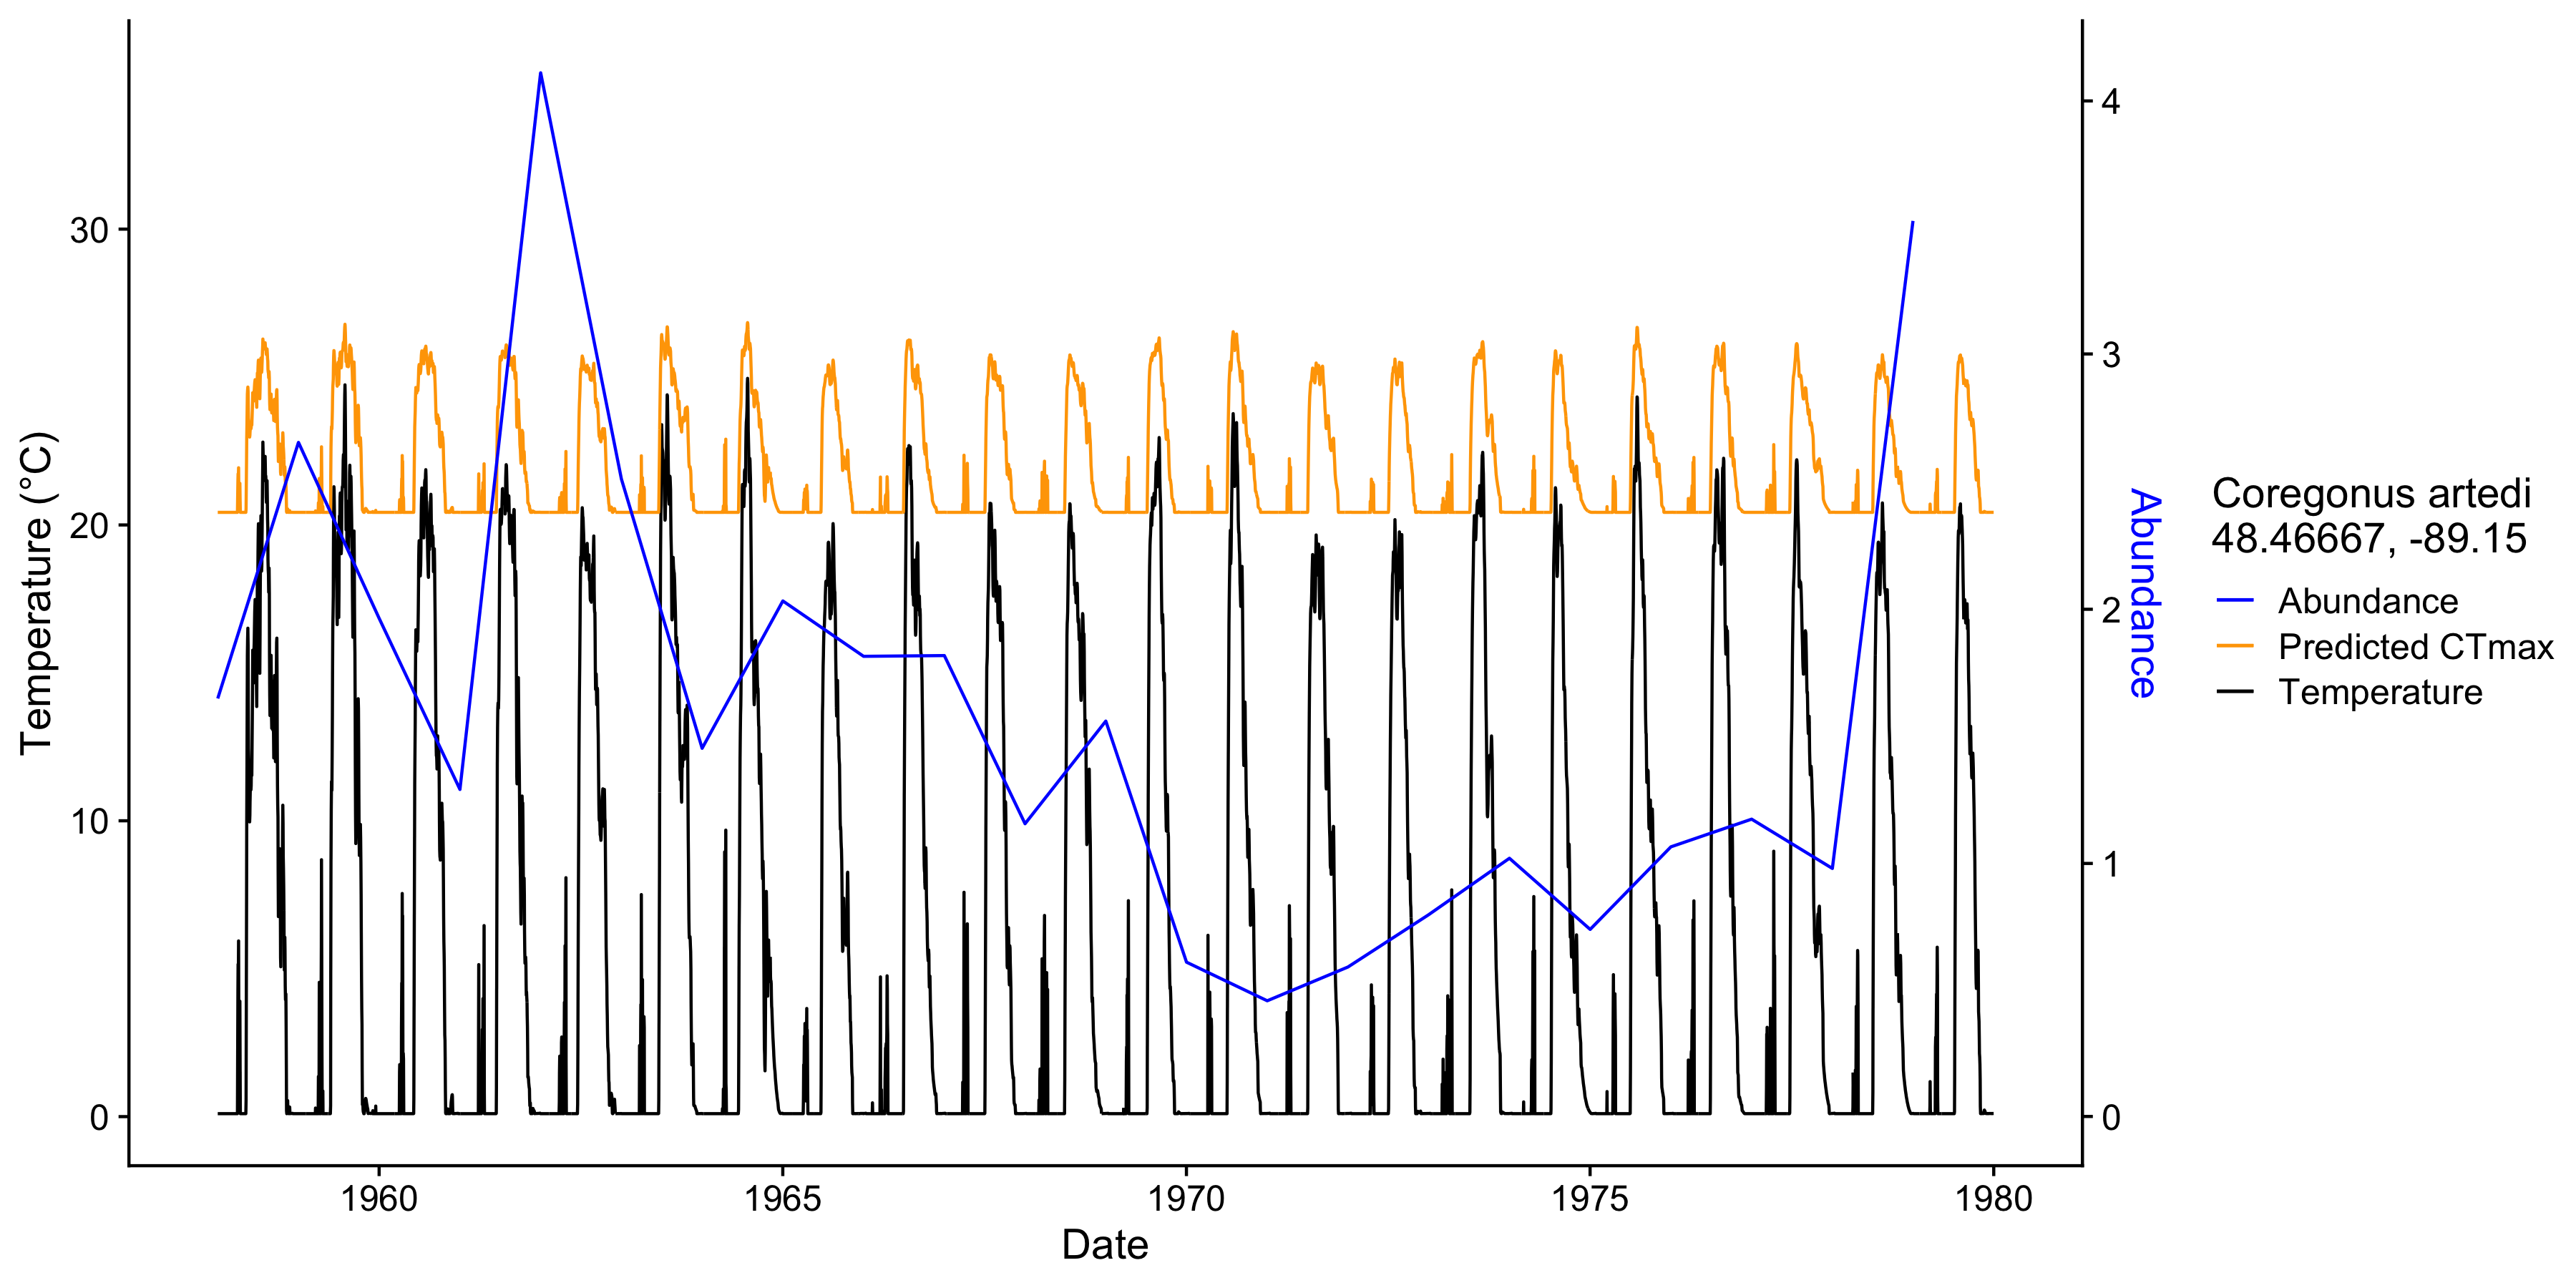 Temperature (°C)
30
20
10
0
1960
1965
1970
1975
1980
Date
4
3
2
1
0
Abundance
Coregonus artedi
48.46667, -89.15
Abundance
Predicted CTmax
Temperature